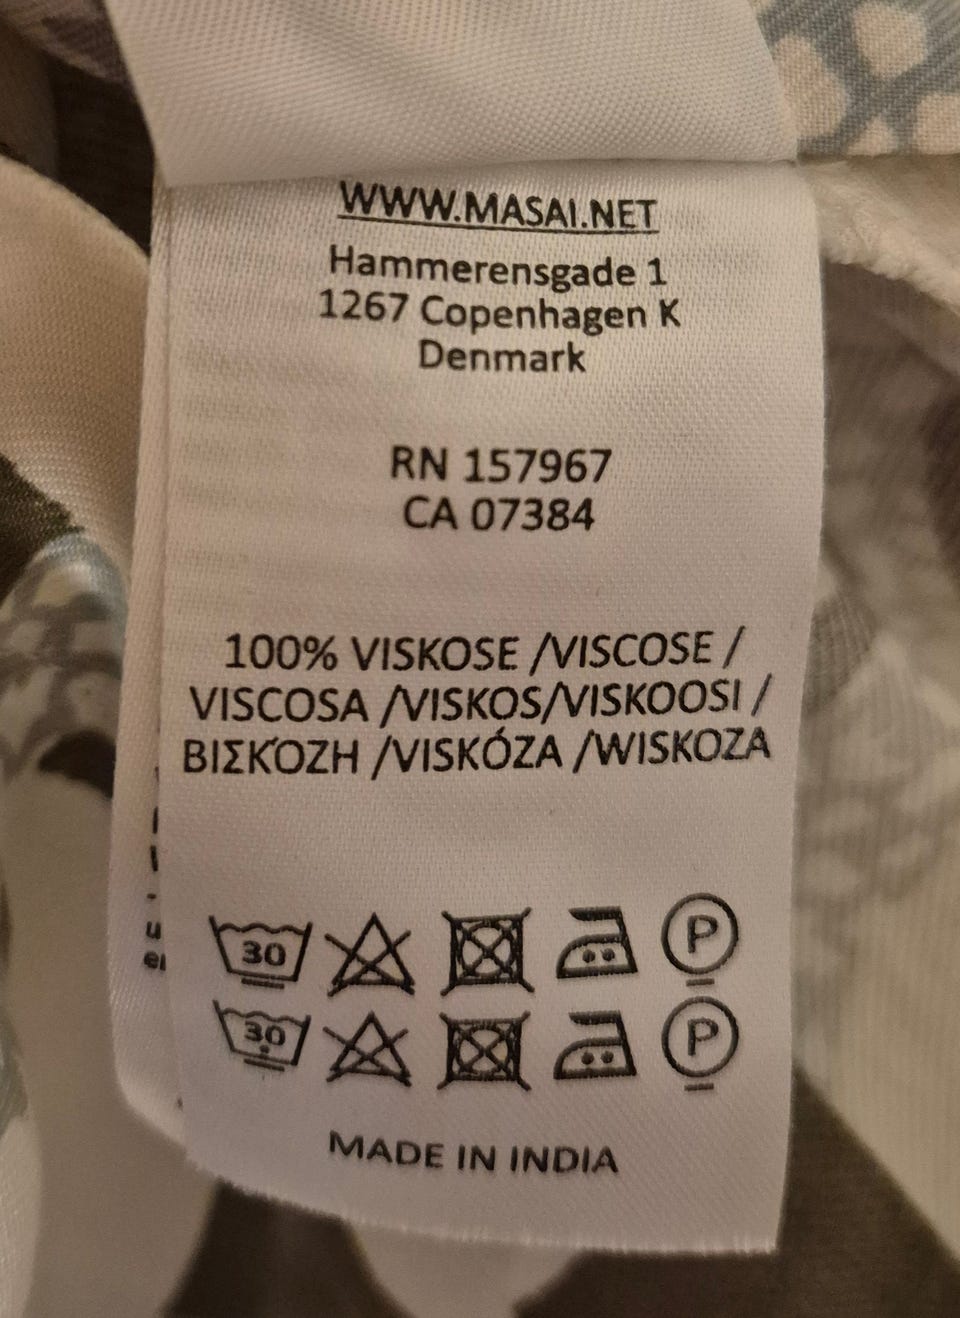 WWW.MASAI.NET
Hammerensgade 1
1267 Copenhagen K
Denmark
RN 157967
CA 07384
100% VISKOSE /VISCOSE /
VISCOSA /VISKOS/VISKOOSI /
ΒΙΣΚΌΖΗ /VISKÓZA /WISKOZA
30 P
30 P
MADE IN INDIA